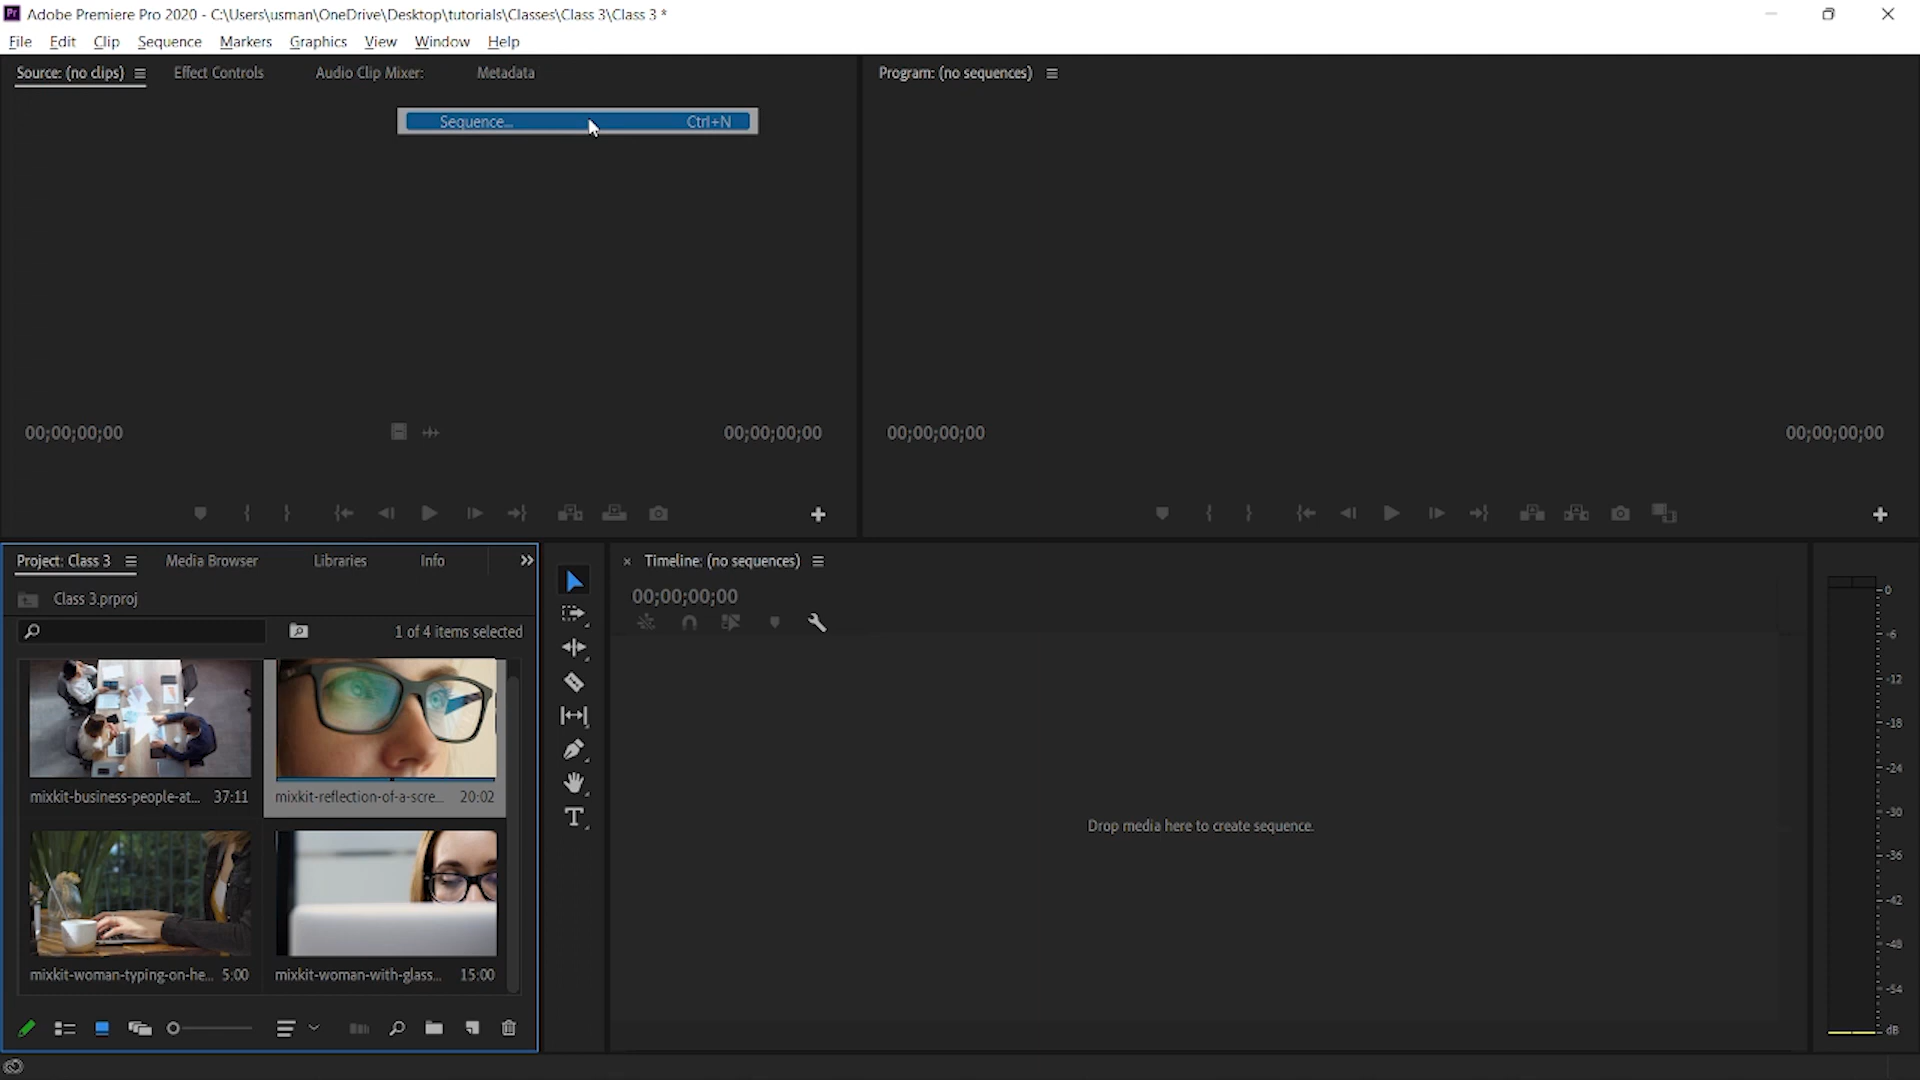 Pr Adobe Premiere Pro 2020 - C:\Users\usman\OneDrive\Desktop\tutorials\Classes\Class 3\Class 3 *
File Edit Clip Sequence Markers Graphics View Window Help
Source: (no clips) Effect Controls Audio Clip Mixer: Metadata
Program: (no sequences)
Sequence... Ctrl+N
00;00;00;00 00;00;00;00
00;00;00;00 00;00;00;00
Project: Class 3 Media Browser Libraries Info
Class 3.prproj
1 of 4 items selected
mixkit-business-people-at... 37:11
mixkit-reflection-of-a-scre... 20:02
mixkit-woman-typing-on-he... 5:00
mixkit-woman-with-glass... 15:00
T
Timeline: (no sequences)
00;00;00;00
Drop media here to create sequence.
0
-6
-12
-18
-24
-30
-36
-42
-48
-54
dB